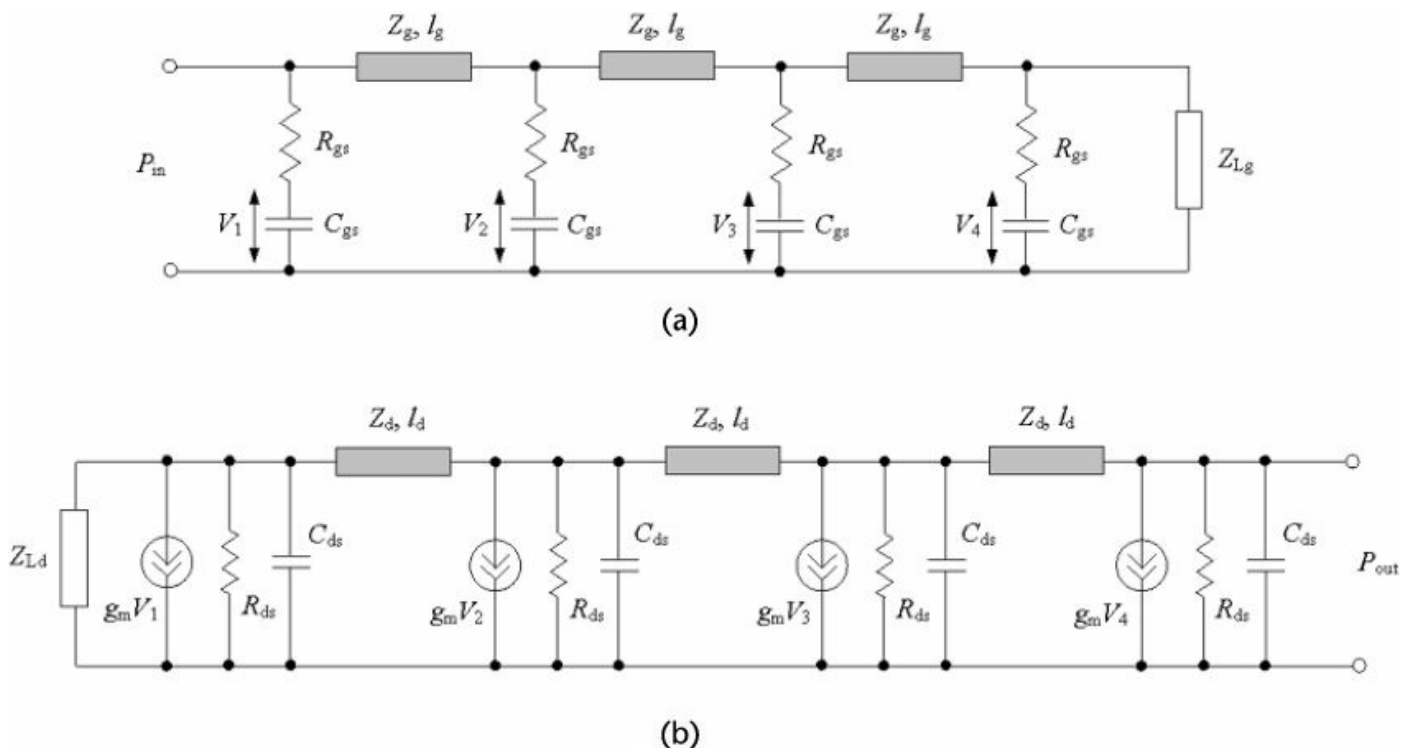 Zg, lg Zg, lg Zg, lg
Rgs Rgs Rgs Rgs
Pin ZLg
V1 Cgs V2 Cgs V3 Cgs V4 Cgs
(a)
Zd, ld Zd, ld Zd, ld
Cds Cds Cds Cds
ZLd Pout
gmV1 Rds gmV2 Rds gmV3 Rds gmV4 Rds
(b)